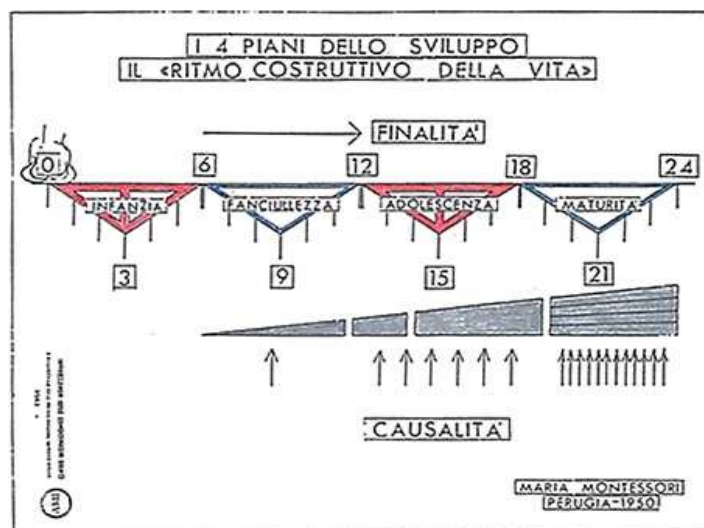 I 4 PIANI DELLO SVILUPPO
IL «RITMO COSTRUTTIVO DELLA VITA»
FINALITA'
0 6 12 18 24
INFANZIA FANCIULLEZZA ADOLESCENZA MATURITA'
3 9 15 21
CAUSALITA'
MARIA MONTESSORI
PERUGIA-1950